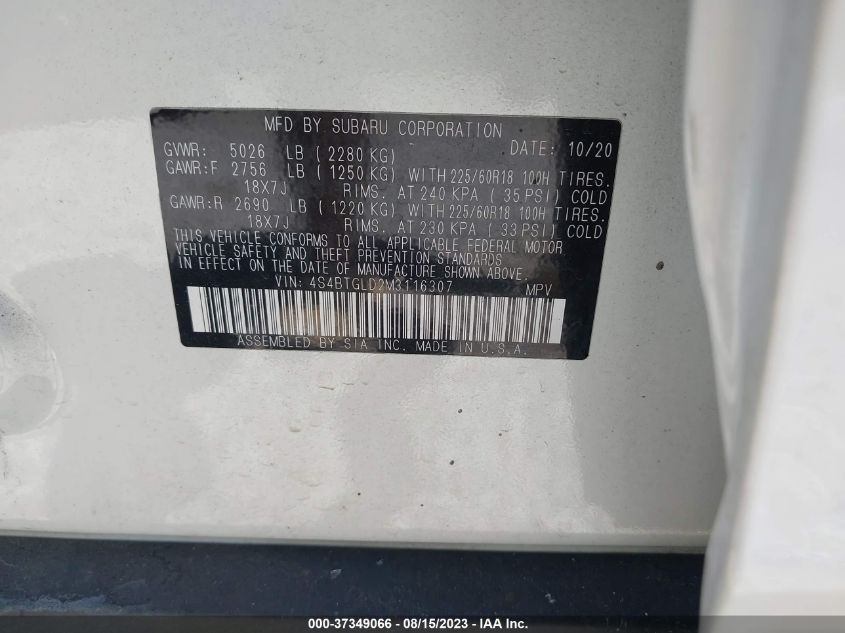 MFD BY SUBARU CORPORATION DATE: 10/20
GVWR: 5026 LB ( 2280 KG)
GAWR:F 2756 LB ( 1250 KG) WITH 225/60R18 100H TIRES.
18X7J RIMS. AT 240 KPA ( 35 PSI) COLD
GAWR:R 2690 LB ( 1220 KG) WITH 225/60R18 100H TIRES.
18X7J RIMS. AT 230 KPA ( 33 PSI) COLD
THIS VEHICLE CONFORMS TO ALL APPLICABLE FEDERAL MOTOR
VEHICLE SAFETY AND THEFT PREVENTION STANDARDS
IN EFFECT ON THE DATE OF MANUFACTURE SHOWN ABOVE.
VIN: 4S4BTGLD2M3116307 MPV
ASSEMBLED BY SIA INC. MADE IN U.S.A.
000-37349066 - 08/15/2023 - IAA Inc.